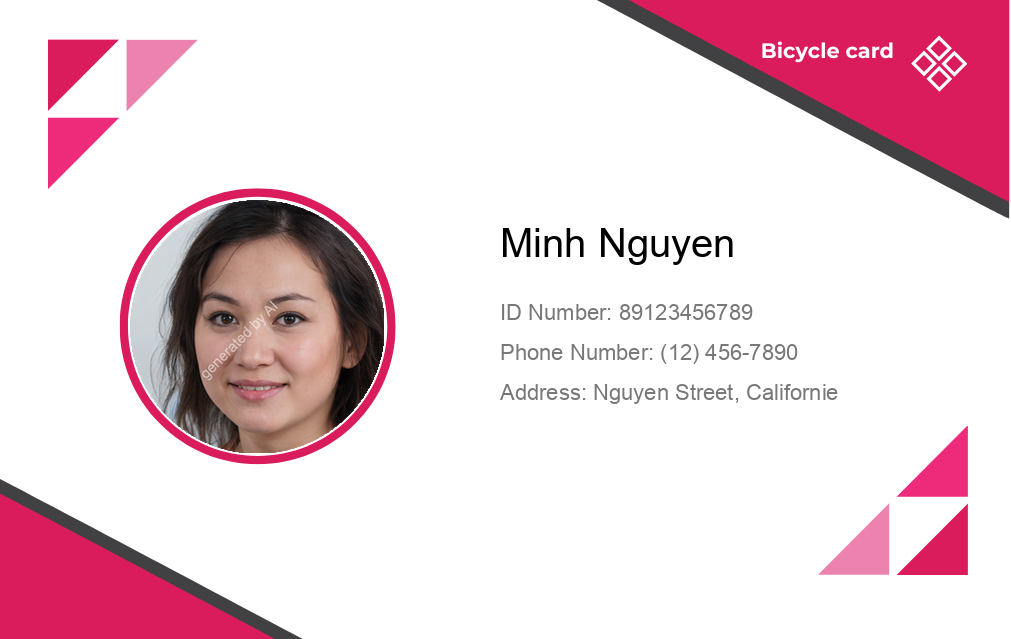 Bicycle card
Minh Nguyen
ID Number: 89123456789
Phone Number: (12) 456-7890
Address: Nguyen Street, Californie
generated by AI